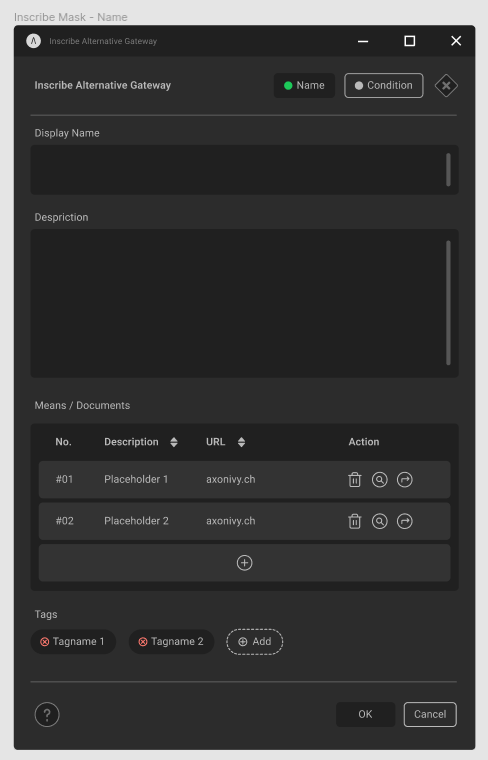 Inscribe Mask - Name
Inscribe Alternative Gateway
Inscribe Alternative Gateway
Name
Condition
Display Name
Despriction
Means / Documents
No. Description URL Action
#01 Placeholder 1 axonivy.ch
#02 Placeholder 2 axonivy.ch
Tags
Tagname 1
Tagname 2
Add
?
OK
Cancel